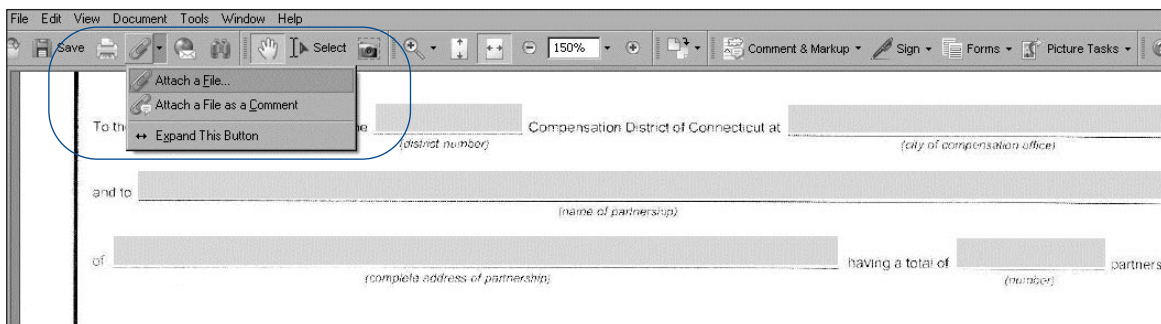 File Edit View Document Tools Window Help
Save Select 150% Comment & Markup Sign Forms Picture Tasks
Attach a File...
Attach a File as a Comment
Expand This Button
To th e Compensation District of Connecticut at
(district number) (city of compensation office)
and to
(name of partnership)
of having a total of partners
(complete address of partnership) (number)